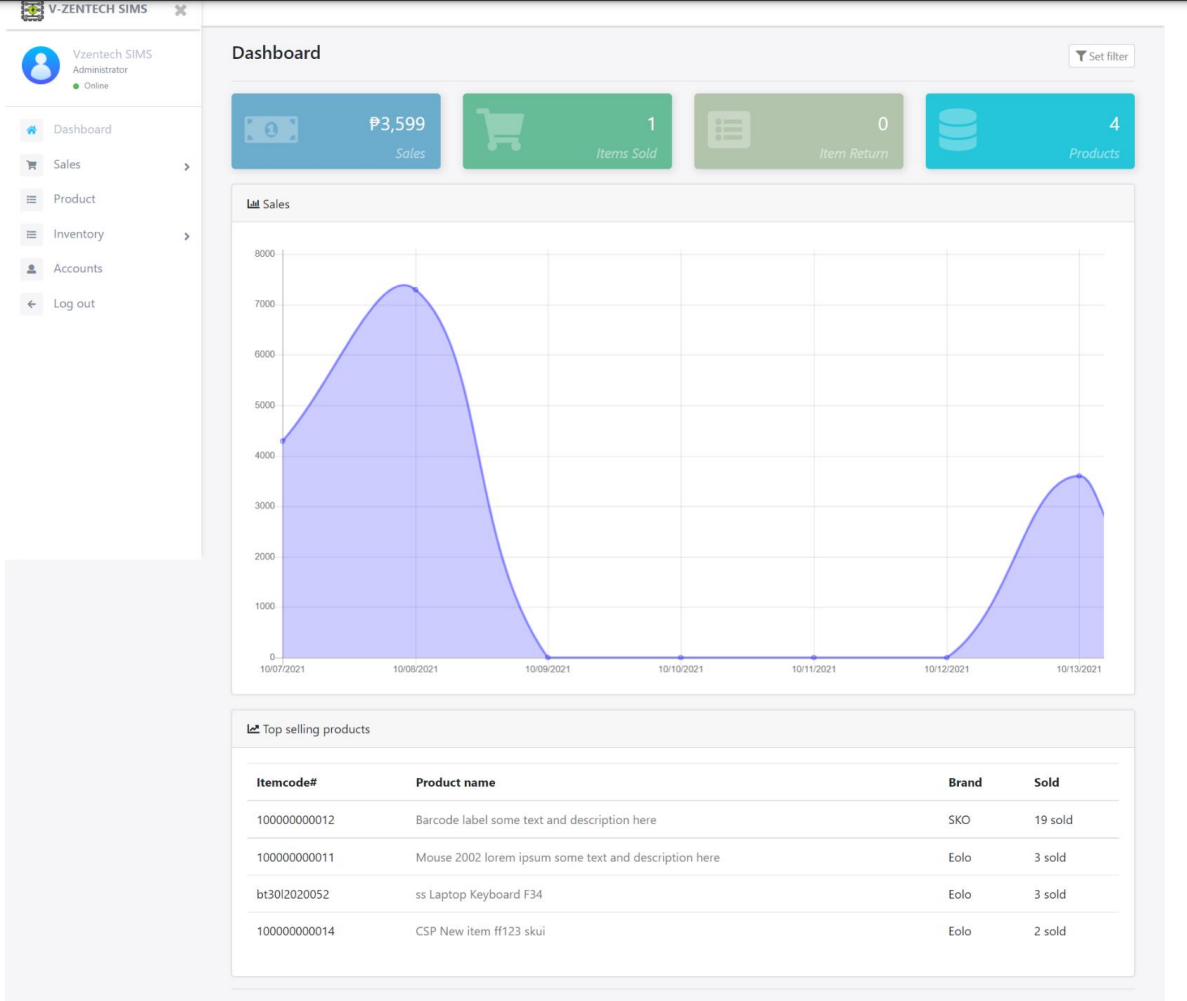 V-ZENTECH SIMS
Vzentech SIMS
Administrator
Online
Dashboard
Sales
Product
Inventory
Accounts
Log out
Dashboard
Set filter
₱3,599
Sales
1
Items Sold
0
Item Return
4
Products
Sales
8000
7000
6000
5000
4000
3000
2000
1000
0
10/07/2021 10/08/2021 10/09/2021 10/10/2021 10/11/2021 10/12/2021 10/13/2021
Top selling products
Itemcode# Product name Brand Sold
100000000012 Barcode label some text and description here SKO 19 sold
100000000011 Mouse 2002 lorem ipsum some text and description here Eolo 3 sold
bt30l2020052 ss Laptop Keyboard F34 Eolo 3 sold
100000000014 CSP New item ff123 skui Eolo 2 sold